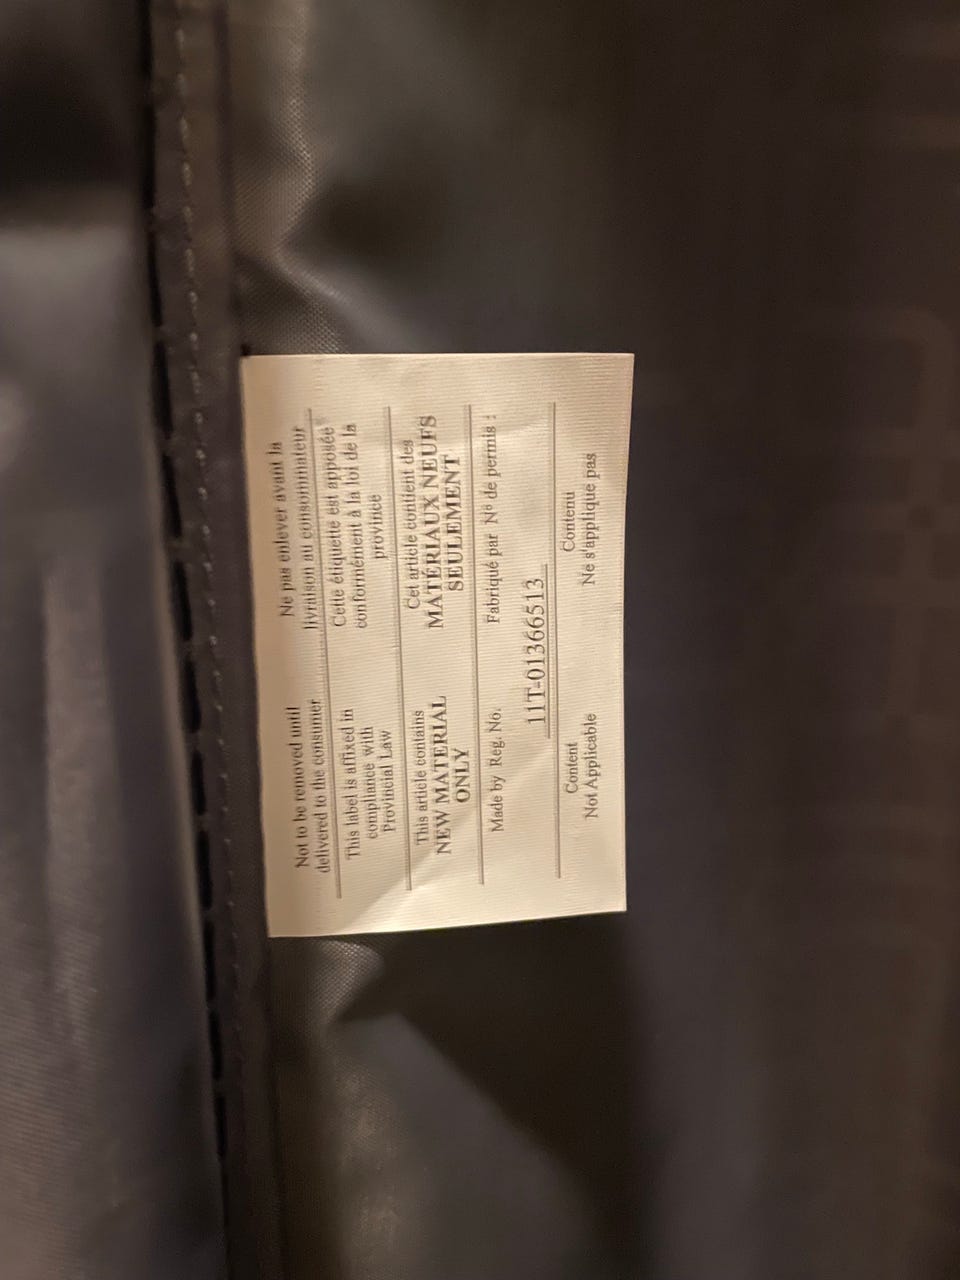 Not to be removed until
delivered to the consumer
This label is affixed in
compliance with
Provincial Law
This article contains
NEW MATERIAL
ONLY
Made by Reg. No.
Ne pas enlever avant la
livraison au consommateur
Cette étiquette est apposée
conformément à la loi de la
province
Cet article contient des
MATÉRIAUX NEUFS
SEULEMENT
Fabriqué par Nº de permis :
11T-01366513
Content
Not Applicable
Contenu
Ne s'applique pas